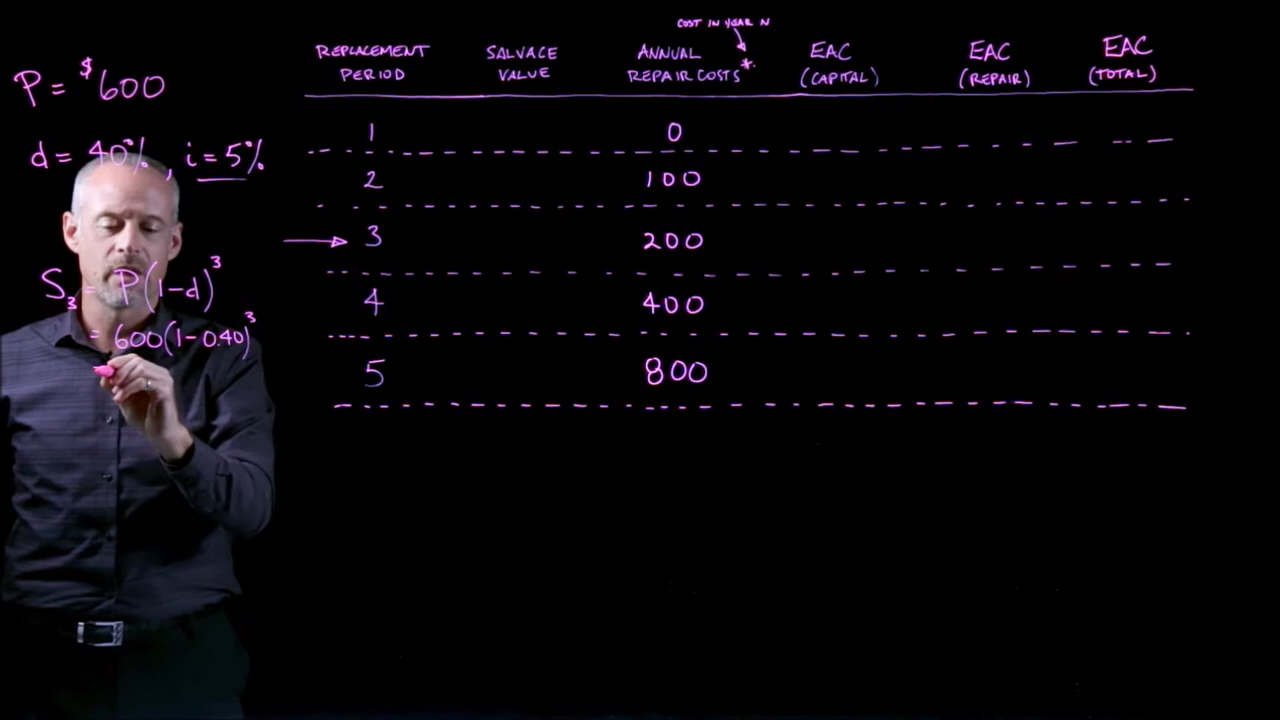 COST IN YEAR N
REPLACEMENT PERIOD SALVAGE VALUE ANNUAL REPAIR COSTS* EAC (CAPITAL) EAC (REPAIR) EAC (TOTAL)
P = $600
1 0
d = 40%, i = 5%
2 100
3 200
S₃ = P(1-d)³
4 400
= 600(1-0.40)³
5 800